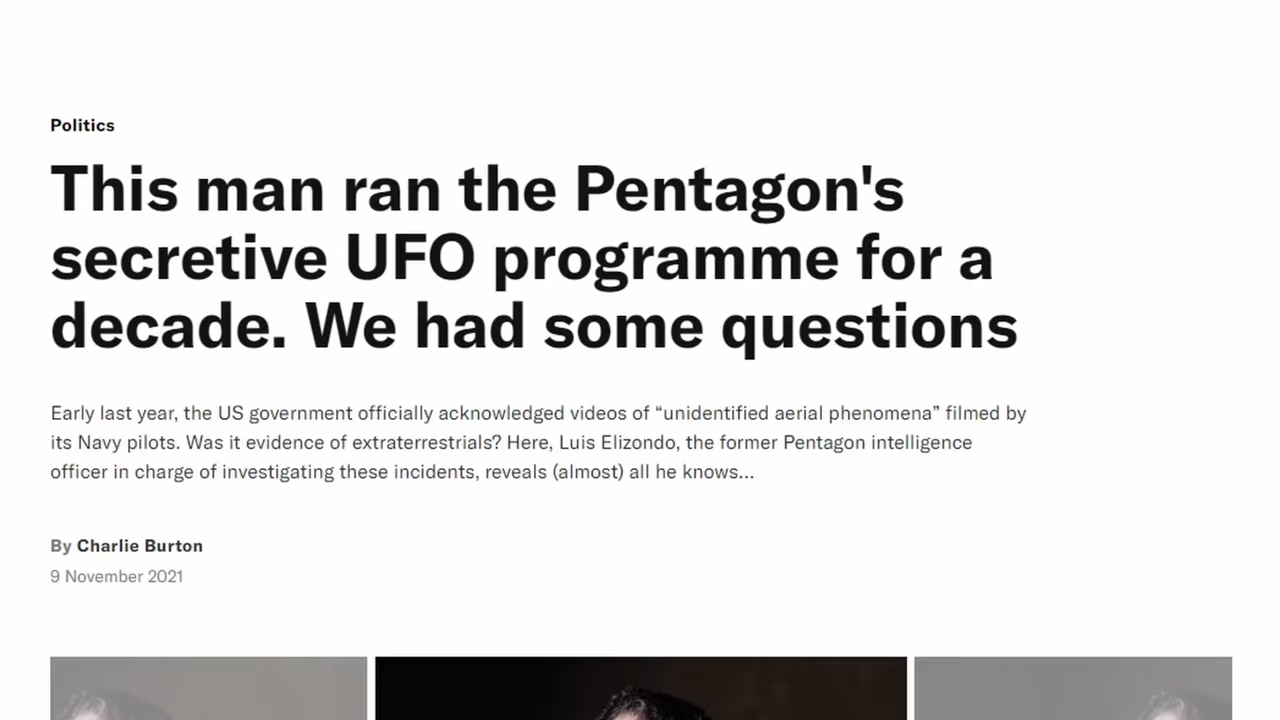 Politics
This man ran the Pentagon's
secretive UFO programme for a
decade. We had some questions
Early last year, the US government officially acknowledged videos of “unidentified aerial phenomena” filmed by
its Navy pilots. Was it evidence of extraterrestrials? Here, Luis Elizondo, the former Pentagon intelligence
officer in charge of investigating these incidents, reveals (almost) all he knows…
By Charlie Burton
9 November 2021